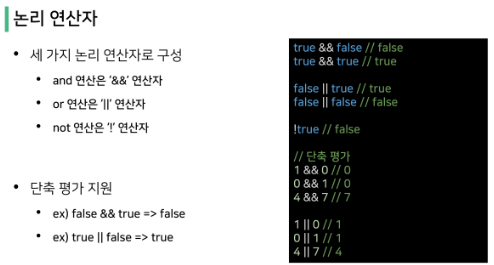 논리 연산자
• 세 가지 논리 연산자로 구성
• and 연산은 ‘&&’ 연산자
• or 연산은 ‘||’ 연산자
• not 연산은 ‘!’ 연산자
• 단축 평가 지원
• ex) false && true => false
• ex) true || false => true
true && false // false
true && true // true
false || true // true
false || false // false
!true // false
// 단축 평가
1 && 0 // 0
0 && 1 // 0
4 && 7 // 7
1 || 0 // 1
0 || 1 // 1
4 || 7 // 4